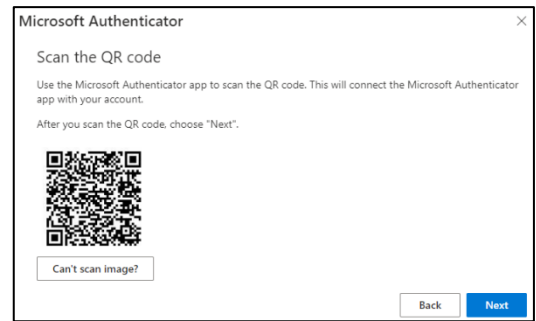 Microsoft Authenticator
Scan the QR code
Use the Microsoft Authenticator app to scan the QR code. This will connect the Microsoft Authenticator
app with your account.
After you scan the QR code, choose "Next".
Can't scan image?
Back Next